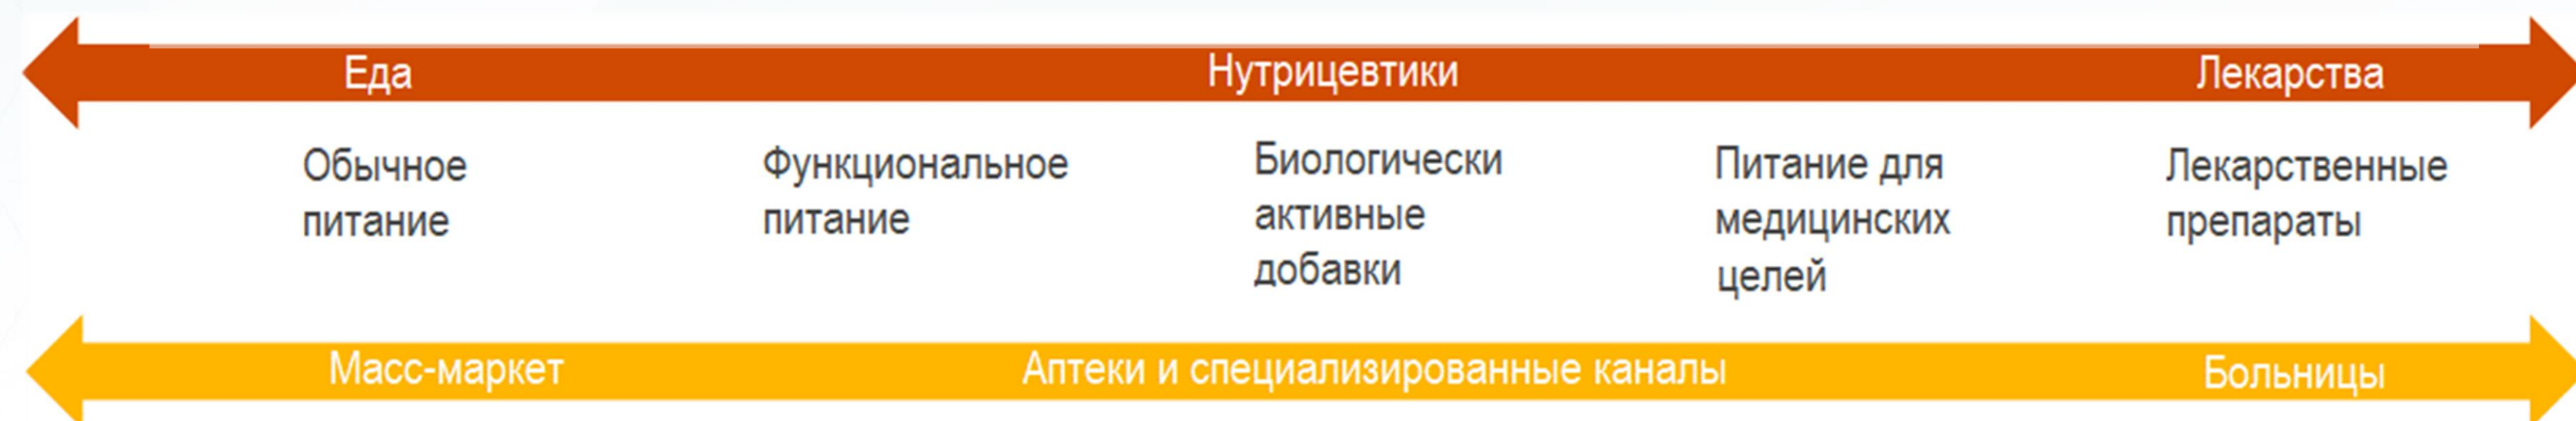 Еда
Нутрицевтики
Лекарства
Обычное
питание
Функциональное
питание
Биологически
активные
добавки
Питание для
медицинских
целей
Лекарственные
препараты
Масс-маркет
Аптеки и специализированные каналы
Больницы